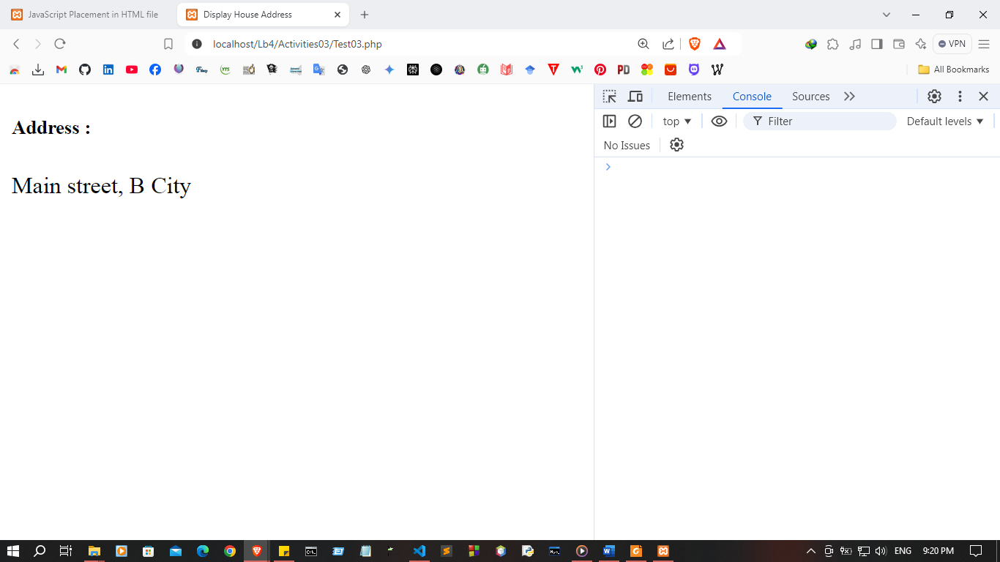 JavaScript Placement in HTML file
Display House Address
localhost/Lb4/Activities03/Test03.php
VPN
All Bookmarks
Elements
Console
Sources
top
Filter
Default levels
No Issues
Address :
Main street, B City
ENG
9:20 PM